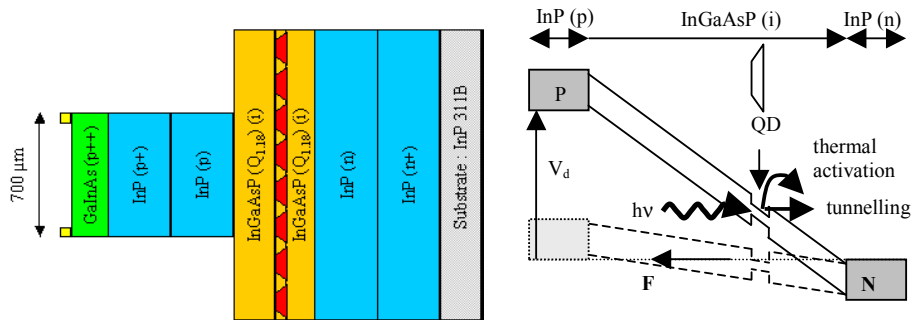 700 µm
GaInAs (p++)
InP (p+)
InP (p)
InGaAsP (Q1.18) (i)
InGaAsP (Q1.18) (i)
InP (n)
InP (n+)
Substrate : InP 311B
InP (p)
InGaAsP (i)
InP (n)
P
QD
thermal
activation
Vd
tunnelling
hν
F
N